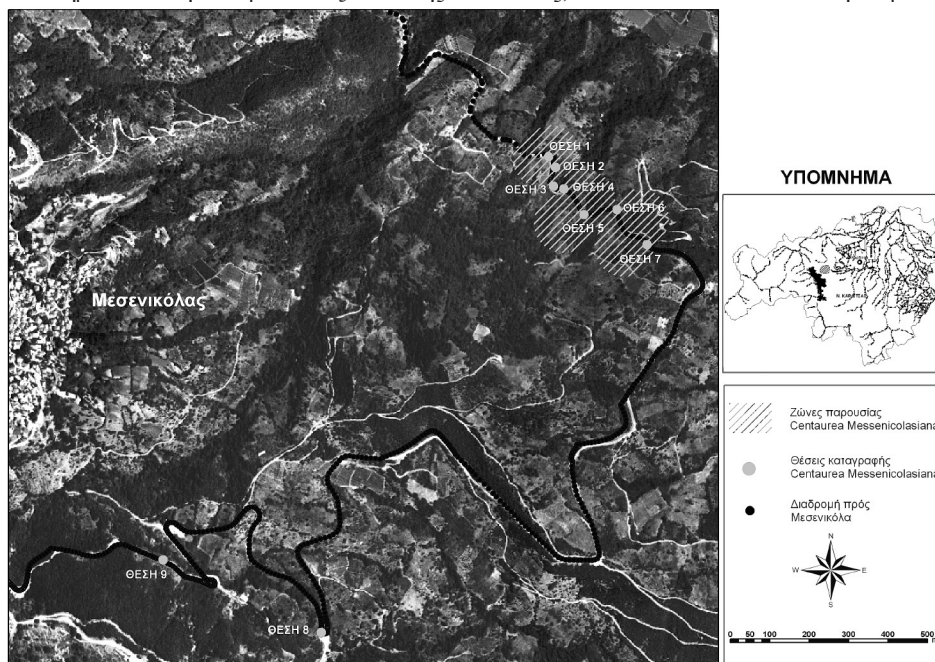 ΘΕΣΗ 1
ΘΕΣΗ 2
ΘΕΣΗ 3
ΘΕΣΗ 4
ΘΕΣΗ 5
ΘΕΣΗ 6
ΘΕΣΗ 7
Μεσενικόλας
ΘΕΣΗ 9
ΘΕΣΗ 8
ΥΠΟΜΝΗΜΑ
Ζώνες παρουσίας
Centaurea Messenicolasiana
Θέσεις καταγραφής
Centaurea Messenicolasiana
Διαδρομή πρός
Μεσενικόλα
N
W E
S
0 50 100 200 300 400 500